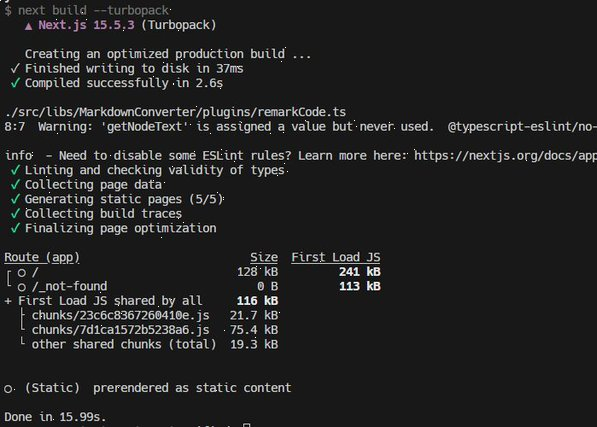 $ next build --turbopack
▲ Next.js 15.5.3 (Turbopack)
Creating an optimized production build ...
✓ Finished writing to disk in 37ms
✓ Compiled successfully in 2.6s
./src/libs/MarkdownConverter/plugins/remarkCode.ts
8:7 Warning: 'getNodeText' is assigned a value but never used. @typescript-eslint/no-
info - Need to disable some ESLint rules? Learn more here: https://nextjs.org/docs/app
✓ Linting and checking validity of types
✓ Collecting page data
✓ Generating static pages (5/5)
✓ Collecting build traces
✓ Finalizing page optimization
Route (app) Size First Load JS
┌ ○ / 128 kB 241 kB
└ ○ /_not-found 0 B 113 kB
+ First Load JS shared by all 116 kB
├ chunks/23c6c8367260410e.js 21.7 kB
└ chunks/7d1ca1572b5238a6.js 75.4 kB
└ other shared chunks (total) 19.3 kB
○ (Static) prerendered as static content
Done in 15.99s.